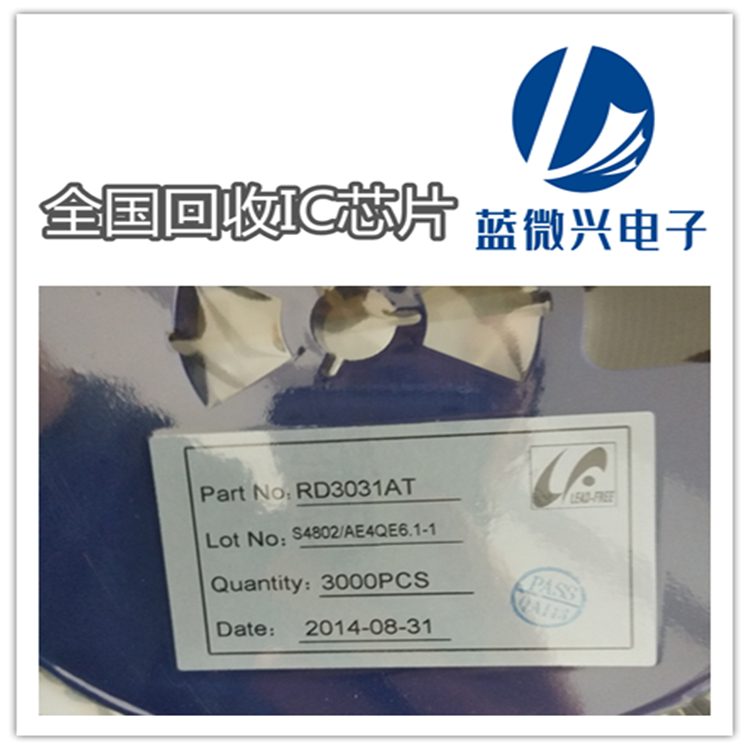 全国回收IC芯片
蓝微兴电子
Part No: RD3031AT
LEAD-FREE
Lot No: S4802/AE4QE6.1-1
Quantity: 3000PCS
PASS
QA114
Date: 2014-08-31